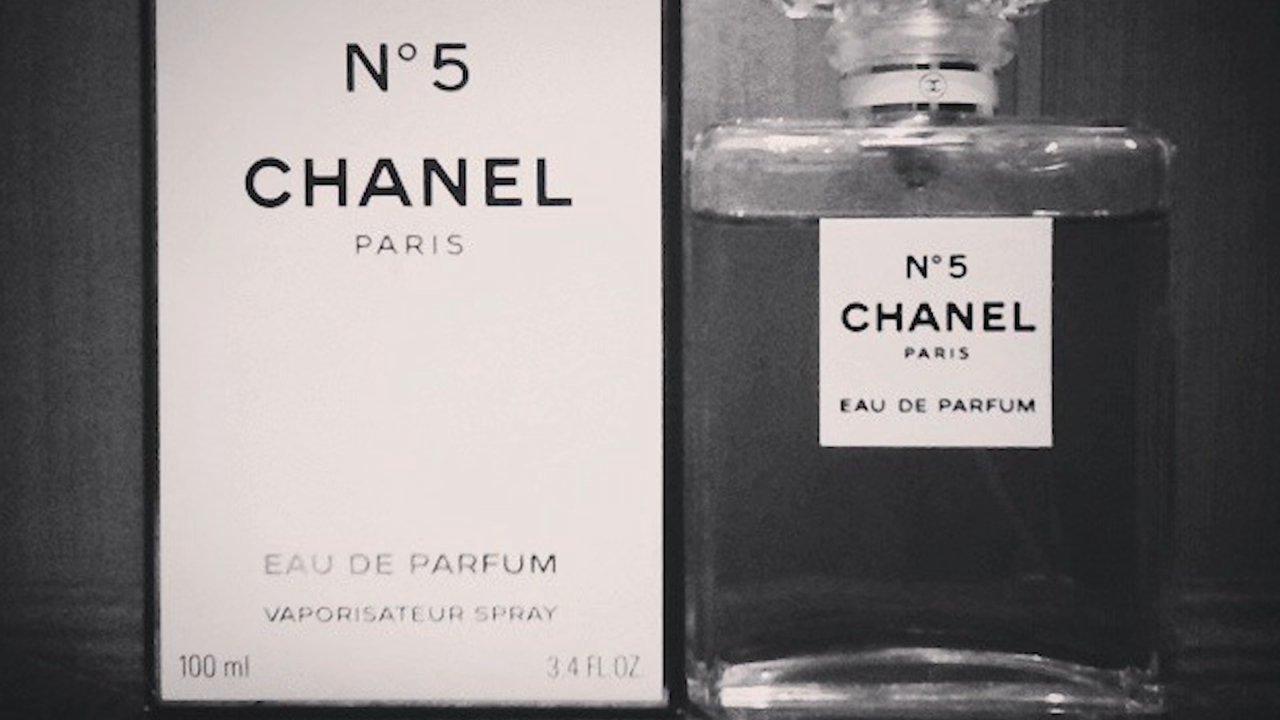 N°5
CHANEL
PARIS
EAU DE PARFUM
VAPORISATEUR SPRAY
100 ml 3.4 FL.OZ.
N°5
CHANEL
PARIS
EAU DE PARFUM